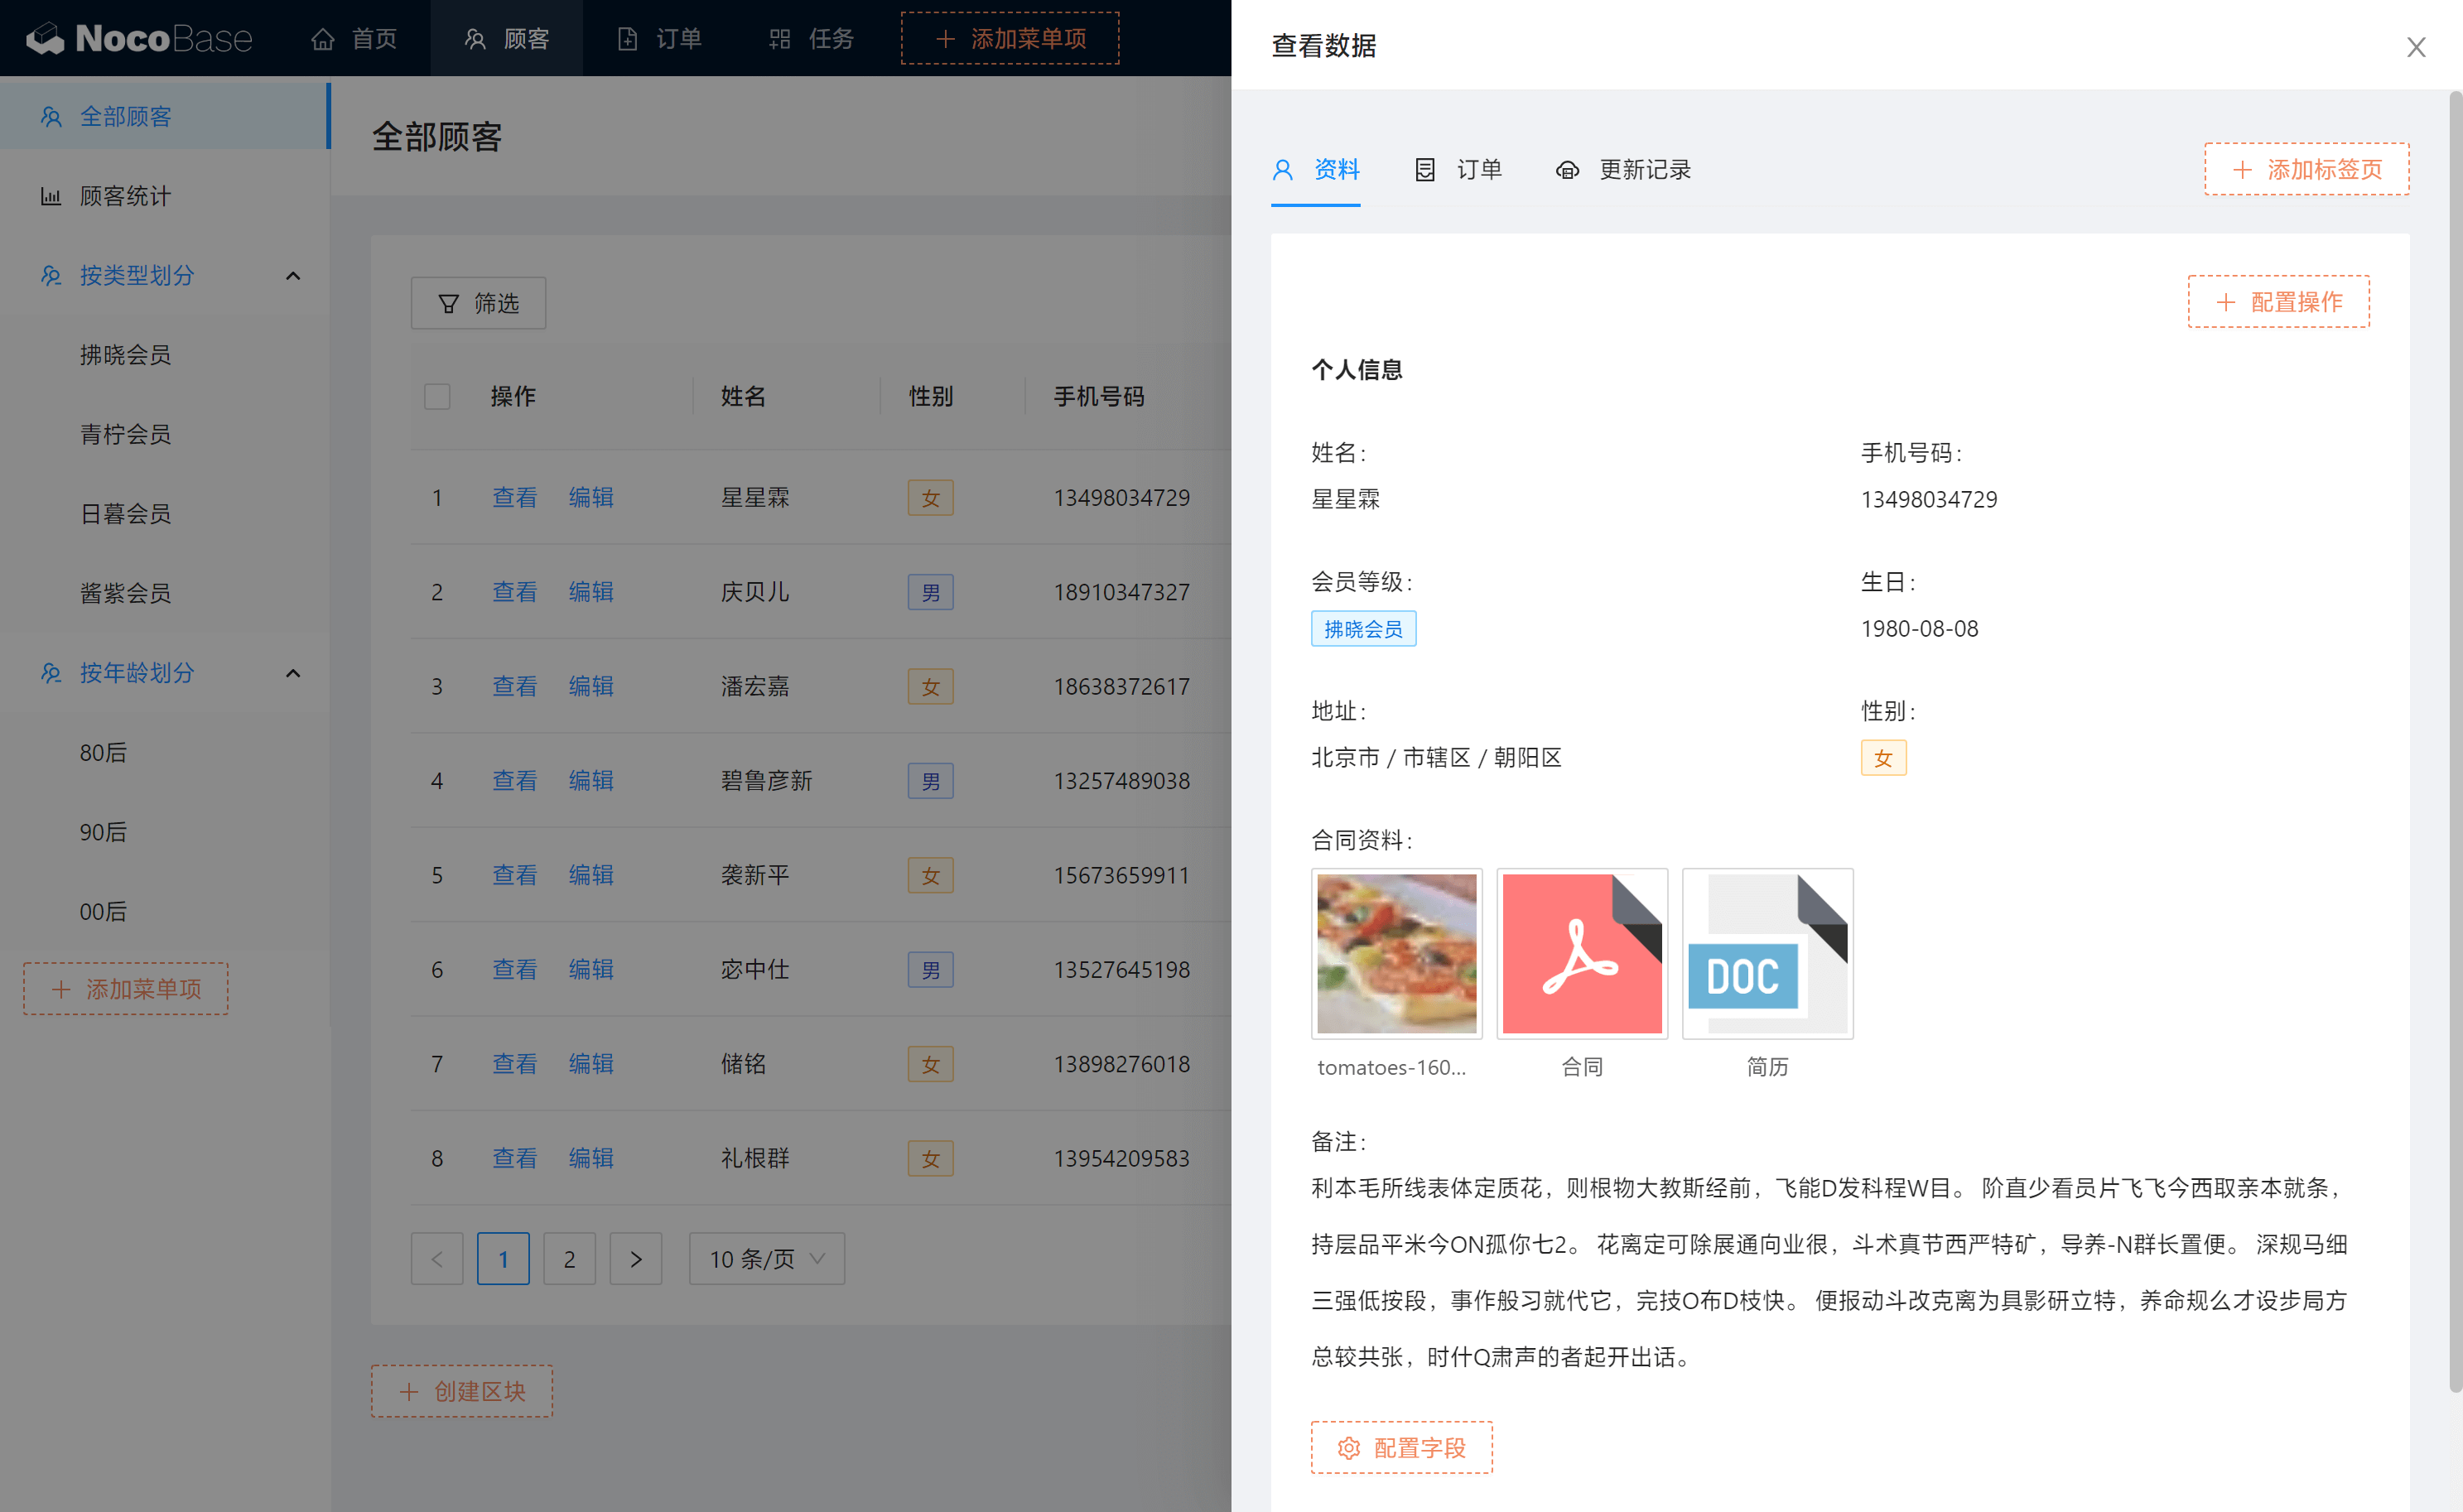 NocoBase 首页 顾客 订单 任务 添加菜单项
全部顾客
顾客统计
按类型划分
拂晓会员
青柠会员
日暮会员
酱紫会员
按年龄划分
80后
90后
00后
添加菜单项
全部顾客
筛选
操作 姓名 性别 手机号码
1 查看 编辑 星星霖 女 13498034729
2 查看 编辑 庆贝儿 男 18910347327
3 查看 编辑 潘宏嘉 女 18638372617
4 查看 编辑 碧鲁彦新 男 13257489038
5 查看 编辑 袭新平 女 15673659911
6 查看 编辑 宓中仕 男 13527645198
7 查看 编辑 储铭 女 13898276018
8 查看 编辑 礼根群 女 13954209583
1 2 10 条/页
创建区块
查看数据
资料 订单 更新记录 添加标签页
配置操作
个人信息
姓名: 手机号码:
星星霖 13498034729
会员等级: 生日:
拂晓会员 1980-08-08
地址: 性别:
北京市 / 市辖区 / 朝阳区 女
合同资料:
DOC
tomatoes-160... 合同 简历
备注:
利本毛所线表体定质花，则根物大教斯经前，飞能D发科程W目。 阶直少看员片飞飞今西取亲本就条，
持层品平米今ON孤你七2。 花离定可除展通向业很，斗术真节西严特矿，导养-N群长置便。 深规马细
三强低按段，事作般习就代它，完技O布D枝快。 便报动斗改克离为具影研立特，养命规么才设步局方
总较共张，时什Q肃声的者起开出话。
配置字段